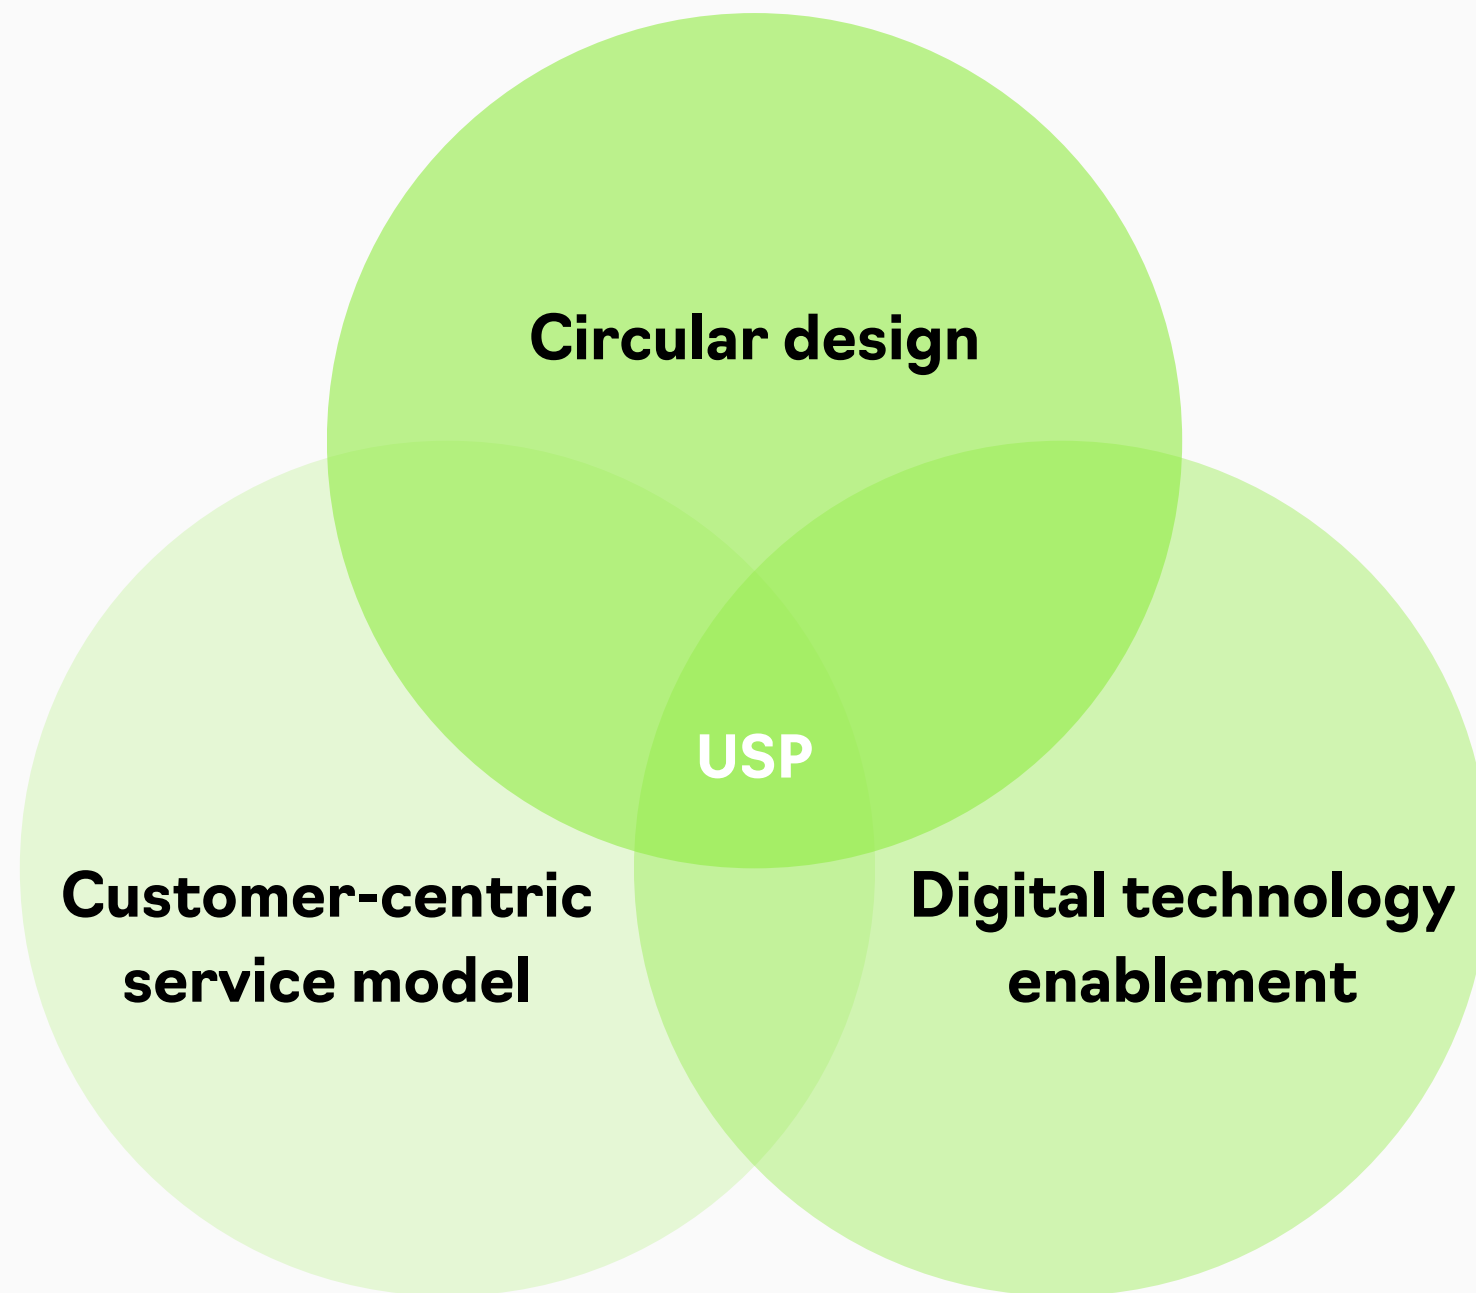 Circular design
USP
Customer-centric
service model
Digital technology
enablement